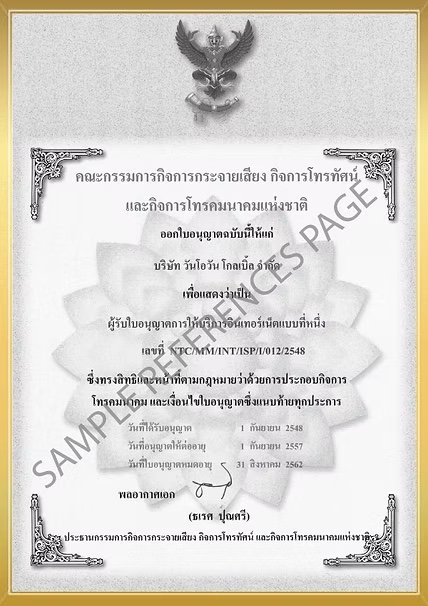 คณะกรรมการกิจการกระจายเสียง กิจการโทรทัศน์
และกิจการโทรคมนาคมแห่งชาติ
ออกใบอนุญาตฉบับนี้ให้แก่
บริษัท วันโอวัน โกลเบิ้ล จำกัด
เพื่อแสดงว่าเป็น
ผู้รับใบอนุญาตการให้บริการอินเทอร์เน็ตแบบที่หนึ่ง
เลขที่ NTC/MM/INT/ISP/I/012/2548
ซึ่งทรงสิทธิและหน้าที่ตามกฎหมายว่าด้วยการประกอบกิจการ
โทรคมนาคม และเงื่อนไขใบอนุญาตซึ่งแนบท้ายทุกประการ
วันที่ได้รับอนุญาต 1 กันยายน 2548
วันที่อนุญาตให้ต่ออายุ 1 กันยายน 2557
วันที่ใบอนุญาตหมดอายุ 31 สิงหาคม 2562
พลอากาศเอก
(ธเรศ ปุณศรี)
ประธานกรรมการกิจการกระจายเสียง กิจการโทรทัศน์ และกิจการโทรคมนาคมแห่งชาติ
SAMPLE REFERENCES PAGE